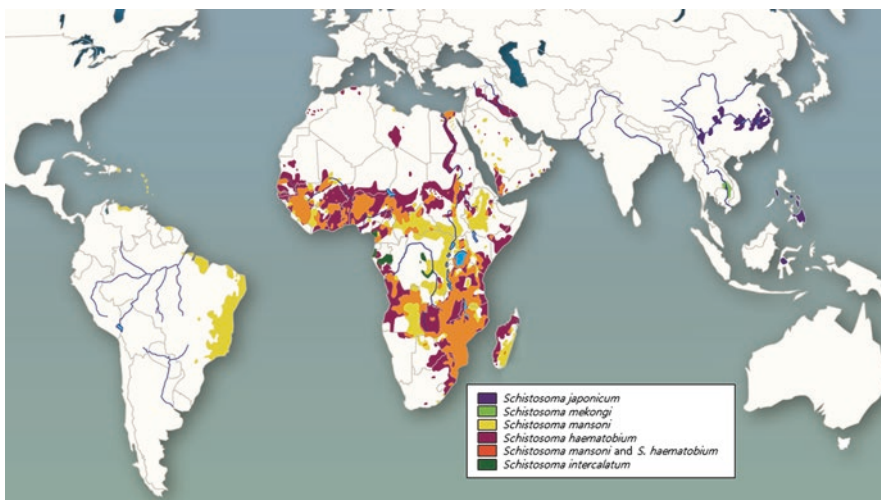 Schistosoma japonicum
Schistosoma mekongi
Schistosoma mansoni
Schistosoma haematobium
Schistosoma mansoni and S. haematobium
Schistosoma intercalatum